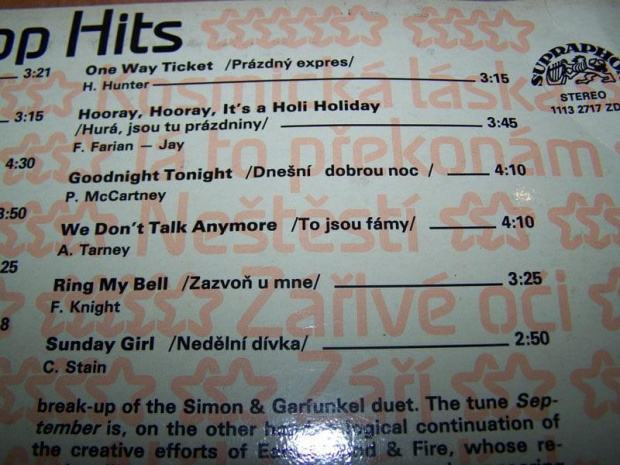 op Hits
3:21
One Way Ticket /Prázdný expres/ 3:15
H. Hunter
SUPRAPHON
STEREO
1113 2717 ZD
3:15
Hooray, Hooray, It's a Holi Holiday
/Hurá, jsou tu prázdniny/ 3:45
F. Farian — Jay
4:30
Goodnight Tonight /Dnešní dobrou noc / 4:10
P. McCartney
3:50
We Don't Talk Anymore /To jsou fámy/ 4:10
A. Tarney
25
Ring My Bell /Zazvoň u mne/ 3:25
F. Knight
8
Sunday Girl /Nedělní dívka/ 2:50
C. Stain
Kosmická láska
Já to překonám
Neštěstí
Zářivé oči
Září
break-up of the Simon & Garfunkel duet. The tune Sep-
tember is, on the other logical continuation of
the creative efforts of & Fire, whose re-